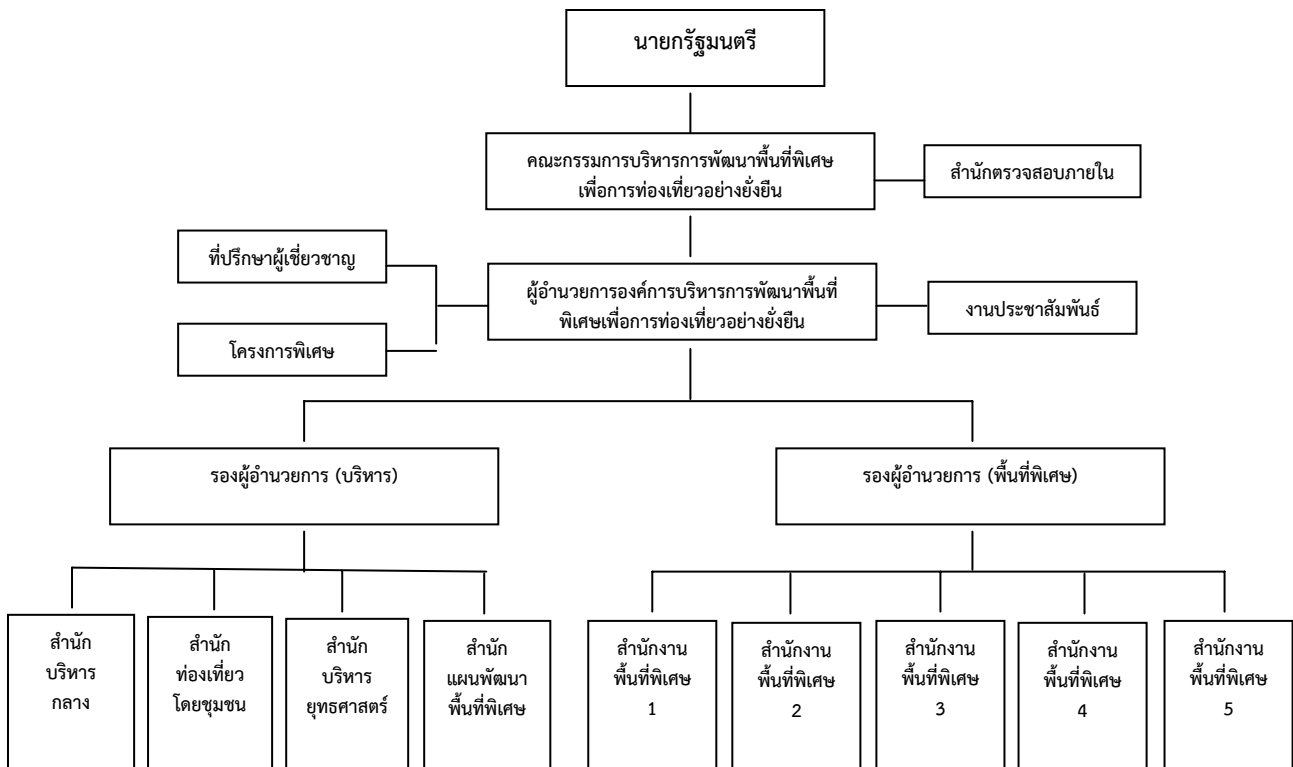 นายกรัฐมนตรี
คณะกรรมการบริหารการพัฒนาพื้นที่พิเศษ
เพื่อการท่องเที่ยวอย่างยั่งยืน
สำนักตรวจสอบภายใน
ที่ปรึกษาผู้เชี่ยวชาญ
ผู้อำนวยการองค์การบริหารการพัฒนาพื้นที่
พิเศษเพื่อการท่องเที่ยวอย่างยั่งยืน
งานประชาสัมพันธ์
โครงการพิเศษ
รองผู้อำนวยการ (บริหาร)
รองผู้อำนวยการ (พื้นที่พิเศษ)
สำนัก
บริหาร
กลาง
สำนัก
ท่องเที่ยว
โดยชุมชน
สำนัก
บริหาร
ยุทธศาสตร์
สำนัก
แผนพัฒนา
พื้นที่พิเศษ
สำนักงาน
พื้นที่พิเศษ
1
สำนักงาน
พื้นที่พิเศษ
2
สำนักงาน
พื้นที่พิเศษ
3
สำนักงาน
พื้นที่พิเศษ
4
สำนักงาน
พื้นที่พิเศษ
5